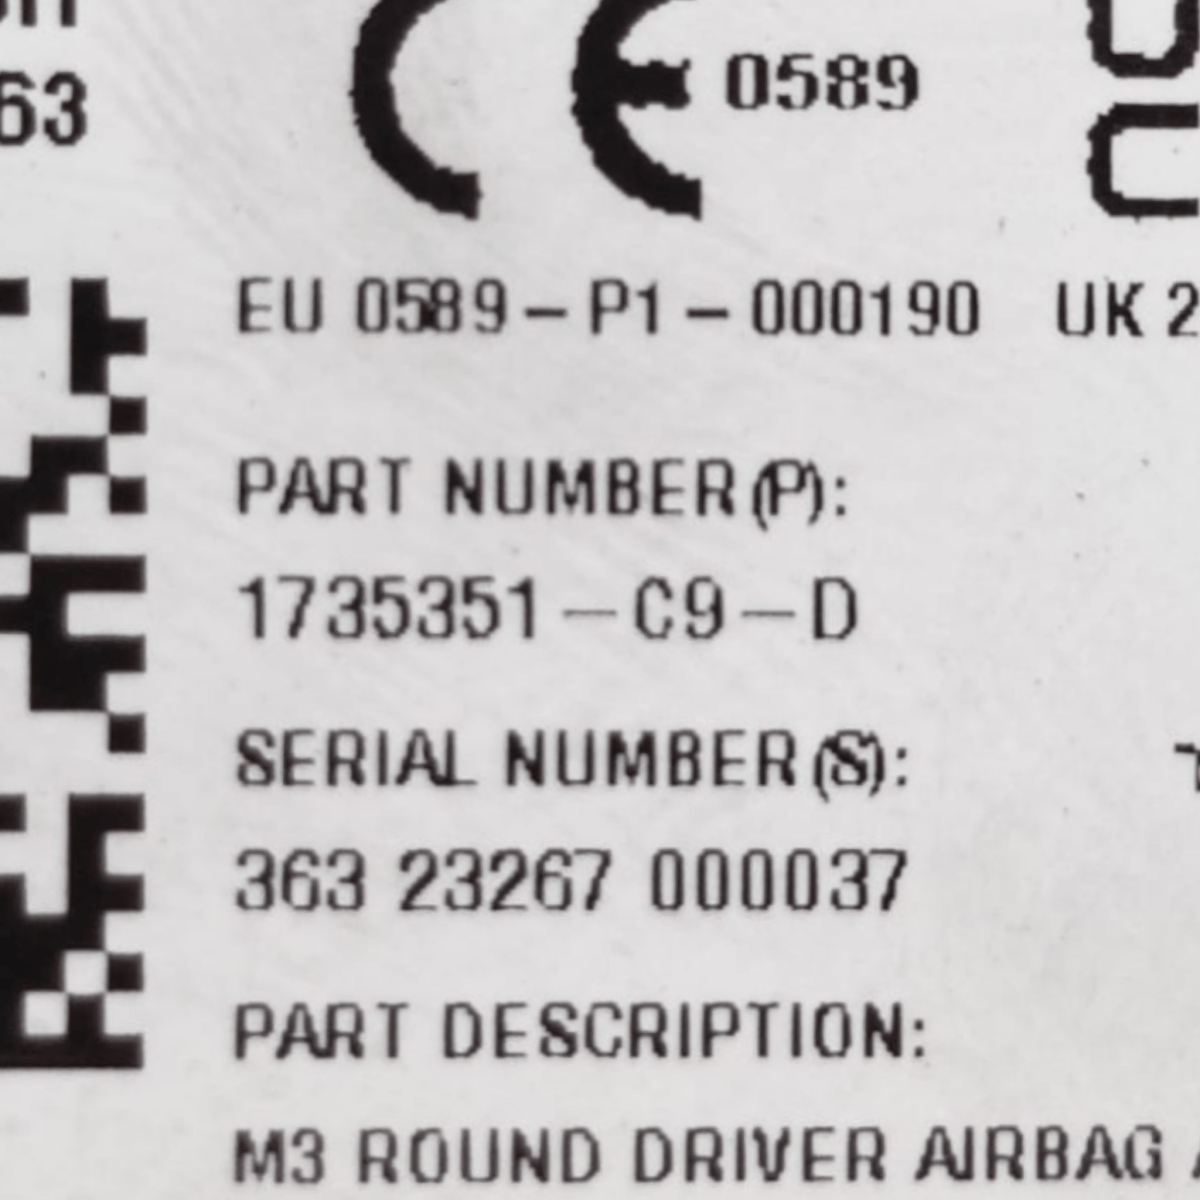 63
CE 0589
EU 0589-P1-000190 UK 2
PART NUMBER(P):
1735351-C9-D
SERIAL NUMBER(S):
363 23267 000037
PART DESCRIPTION:
M3 ROUND DRIVER AIRBAG